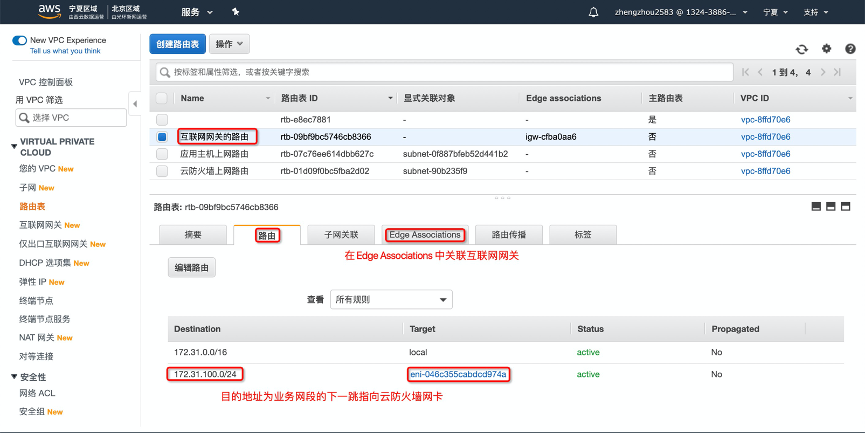 aws 宁夏区域 北京区域
由西云数据运营 由光环新网运营
服务
zhengzhou2583 @ 1324-3886-... 宁夏 支持
New VPC Experience
Tell us what you think
VPC 控制面板
用 VPC 筛选
选择 VPC
VIRTUAL PRIVATE
CLOUD
您的 VPC New
子网 New
路由表
互联网网关 New
仅出口互联网网关 New
DHCP 选项集 New
弹性 IP New
终端节点
终端节点服务
NAT 网关 New
对等连接
安全性
网络 ACL
安全组 New
创建路由表 操作
按标签和属性筛选，或者按关键字搜索
1 到 4， 4
Name 路由表 ID 显式关联对象 Edge associations 主路由表 VPC ID
rtb-e8ec7881 - - 是 vpc-8ffd70e6
互联网网关的路由 rtb-09bf9bc5746cb8366 - igw-cfba0aa6 否 vpc-8ffd70e6
应用主机上网路由 rtb-07c76ee614dbb627c subnet-0f887bfeb52d441b2 - 否 vpc-8ffd70e6
云防火墙上网路由 rtb-01d09f0bc5fba2d02 subnet-90b235f9 - 否 vpc-8ffd70e6
路由表: rtb-09bf9bc5746cb8366
摘要 路由 子网关联 Edge Associations 路由传播 标签
在 Edge Associations 中关联互联网网关
编辑路由
查看 所有规则
Destination Target Status Propagated
172.31.0.0/16 local active No
172.31.100.0/24 eni-046c355cabdcd974a active No
目的地址为业务网段的下一跳指向云防火墙网卡